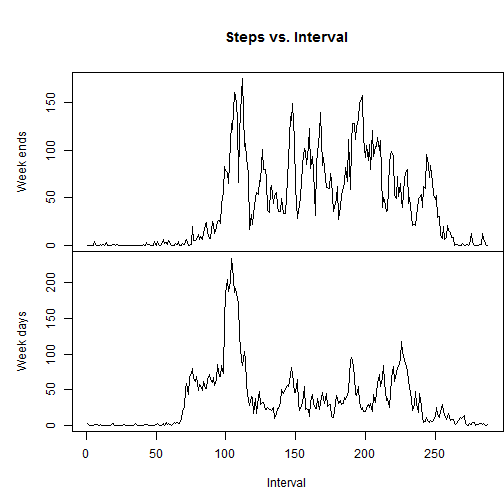 Steps vs. Interval
Week ends
0 50 100 150
Week days
0 50 100 150 200
0 50 100 150 200 250
Interval